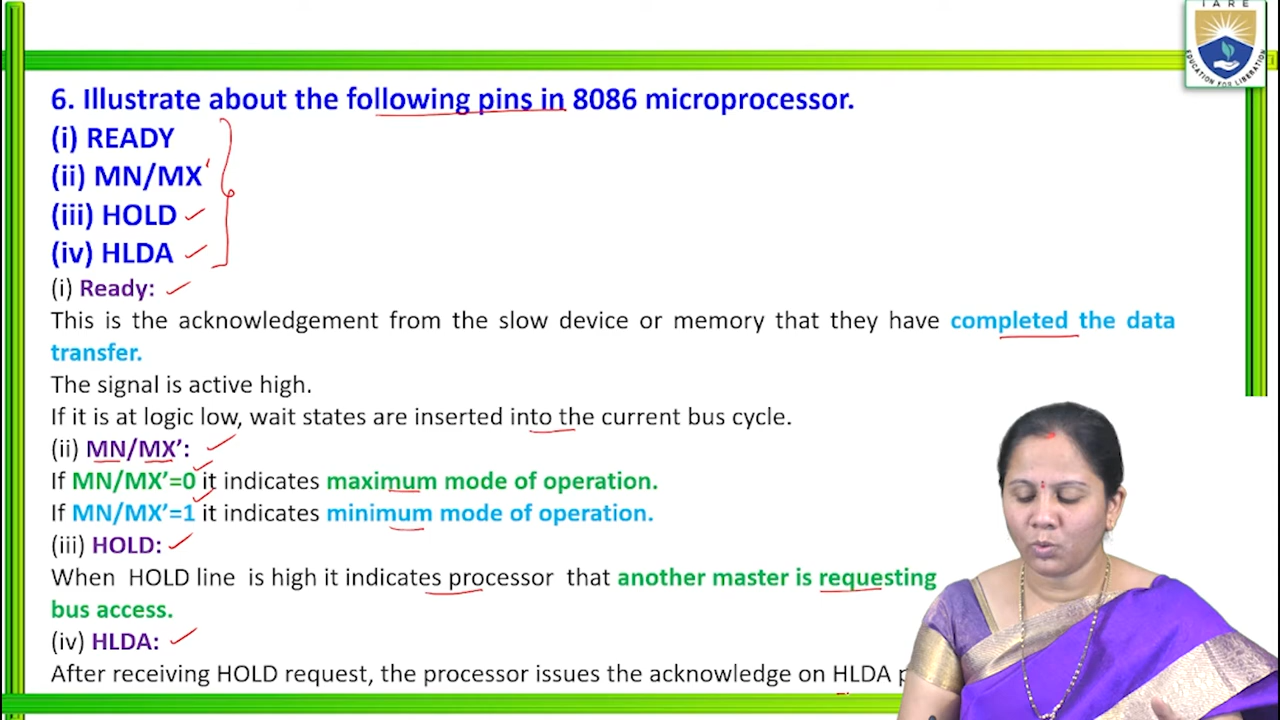 IARE
EDUCATION FOR LIBERATION
6. Illustrate about the following pins in 8086 microprocessor.
(i) READY
(ii) MN/MX'
(iii) HOLD
(iv) HLDA
(i) Ready:
This is the acknowledgement from the slow device or memory that they have completed the data
transfer.
The signal is active high.
If it is at logic low, wait states are inserted into the current bus cycle.
(ii) MN/MX':
If MN/MX'=0 it indicates maximum mode of operation.
If MN/MX'=1 it indicates minimum mode of operation.
(iii) HOLD:
When HOLD line is high it indicates processor that another master is requesting
bus access.
(iv) HLDA:
After receiving HOLD request, the processor issues the acknowledge on HLDA